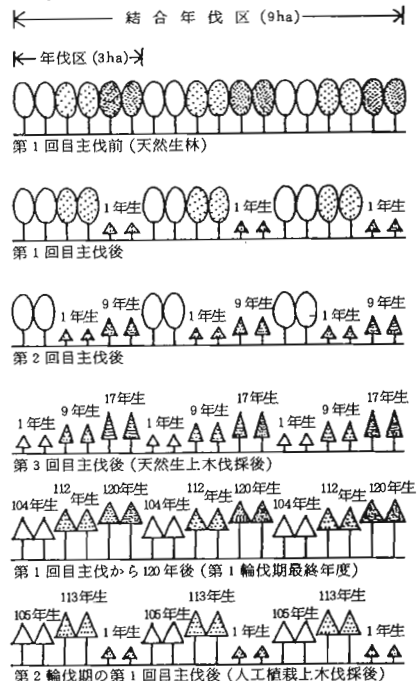 結合年伐区(9ha)
年伐区(3ha)
第1回目主伐前(天然生林)
1年生 1年生 1年生
第1回目主伐後
1年生 9年生 1年生 9年生 1年生 9年生
第2回目主伐後
1年生 9年生 17年生 1年生 9年生 17年生 1年生 9年生 17年生
第3回目主伐後(天然生上木伐採後)
104年生 112年生 120年生 104年生 112年生 120年生 104年生 112年生 120年生
第1回目主伐から120年後(第1輪伐期最終年度)
105年生 113年生 1年生 105年生 113年生 1年生 105年生 113年生 1年生
第2輪伐期の第1回目主伐後(人工植栽上木伐採後)